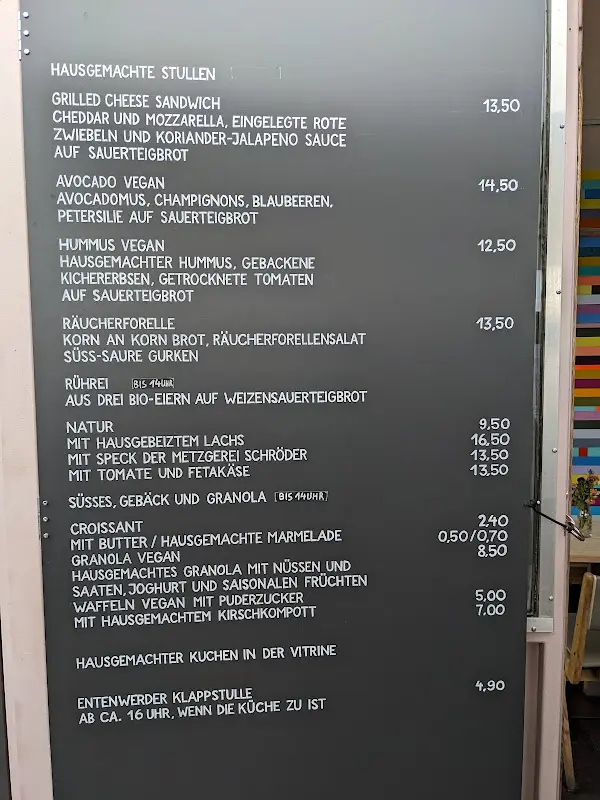 HAUSGEMACHTE STULLEN
GRILLED CHEESE SANDWICH 13,50
CHEDDAR UND MOZZARELLA, EINGELEGTE ROTE
ZWIEBELN UND KORIANDER-JALAPENO SAUCE
AUF SAUERTEIGBROT
AVOCADO VEGAN 14,50
AVOCADOMUS, CHAMPIGNONS, BLAUBEEREN,
PETERSILIE AUF SAUERTEIGBROT
HUMMUS VEGAN 12,50
HAUSGEMACHTER HUMMUS, GEBACKENE
KICHERERBSEN, GETROCKNETE TOMATEN
AUF SAUERTEIGBROT
RÄUCHERFORELLE 13,50
KORN AN KORN BROT, RÄUCHERFORELLENSALAT
SÜSS-SAURE GURKEN
RÜHREI [BIS 14UHR]
AUS DREI BIO-EIERN AUF WEIZENSAUERTEIGBROT
NATUR 9,50
MIT HAUSGEBEIZTEM LACHS 16,50
MIT SPECK DER METZGEREI SCHRÖDER 13,50
MIT TOMATE UND FETAKÄSE 13,50
SÜSSES, GEBÄCK UND GRANOLA [BIS 14UHR]
CROISSANT 2,40
MIT BUTTER / HAUSGEMACHTE MARMELADE 0,50/0,70
GRANOLA VEGAN 8,50
HAUSGEMACHTES GRANOLA MIT NÜSSEN UND
SAATEN, JOGHURT UND SAISONALEN FRÜCHTEN
WAFFELN VEGAN MIT PUDERZUCKER 5,00
MIT HAUSGEMACHTEM KIRSCHKOMPOTT 7,00
HAUSGEMACHTER KUCHEN IN DER VITRINE
ENTENWERDER KLAPPSTULLE 4,90
AB CA. 16 UHR, WENN DIE KÜCHE ZU IST